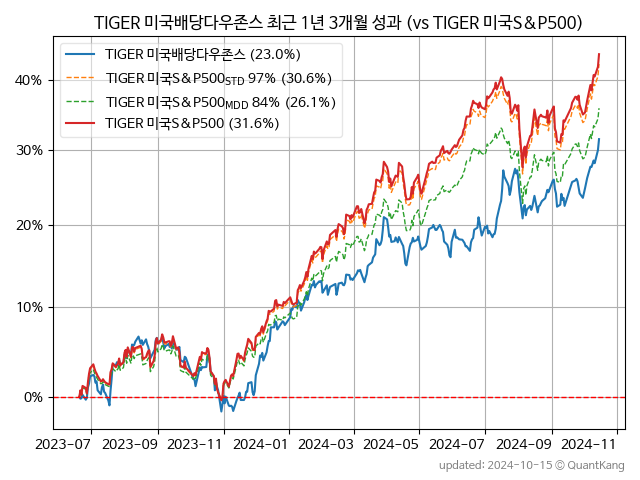 TIGER 미국배당다우존스 최근 1년 3개월 성과 (vs TIGER 미국S&P500)
TIGER 미국배당다우존스 (23.0%)
TIGER 미국S&P500STD 97% (30.6%)
TIGER 미국S&P500MDD 84% (26.1%)
TIGER 미국S&P500 (31.6%)
40%
30%
20%
10%
0%
2023-07 2023-09 2023-11 2024-01 2024-03 2024-05 2024-07 2024-09 2024-11
updated: 2024-10-15 © QuantKang